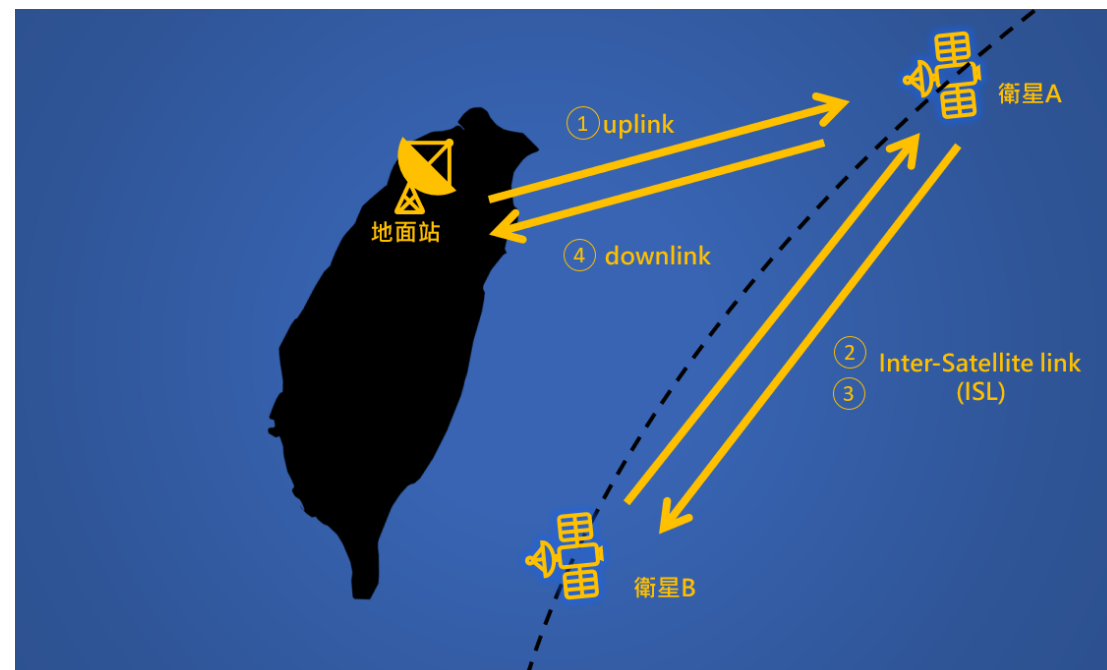 衛星A
①uplink
地面站
④ downlink
②
③
Inter-Satellite link
(ISL)
衛星B